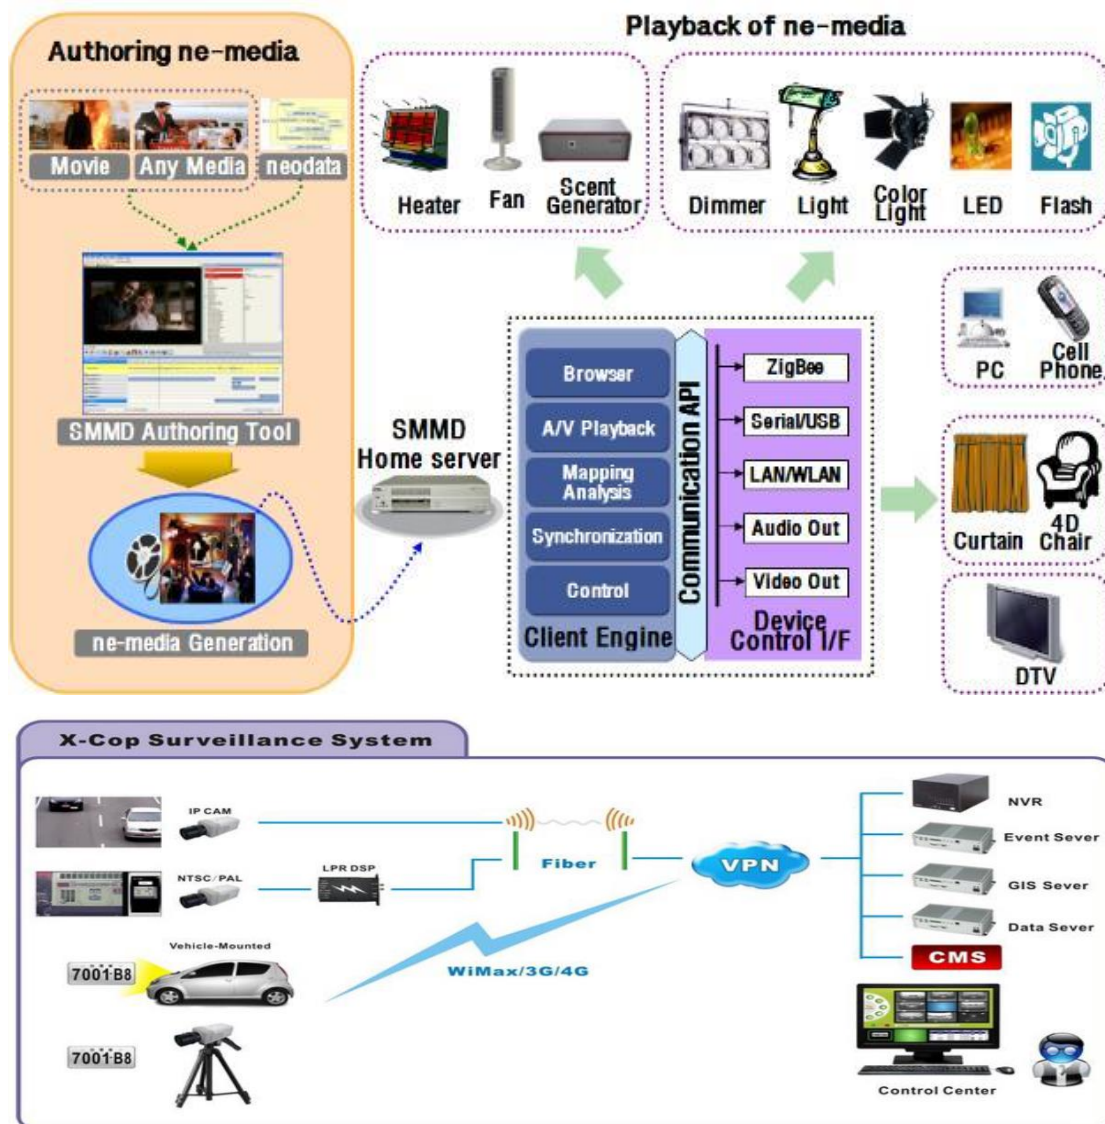 Authoring ne-media
Movie
Any Media
neodata
SMMD Authoring Tool
ne-media Generation
Playback of ne-media
Heater
Fan
Scent
Generator
Dimmer
Light
Color
Light
LED
Flash
SMMD
Home server
Browser
A/V Playback
Mapping
Analysis
Synchronization
Control
Client Engine
Communication API
ZigBee
Serial/USB
LAN/WLAN
Audio Out
Video Out
Device
Control I/F
PC
Cell
Phone
Curtain
4D
Chair
DTV
X-Cop Surveillance System
IP CAM
NTSC/PAL
LPR DSP
Fiber
VPN
Vehicle-Mounted
7001·B8
WiMax/3G/4G
7001·B8
NVR
Event Sever
GIS Sever
Data Sever
CMS
Control Center